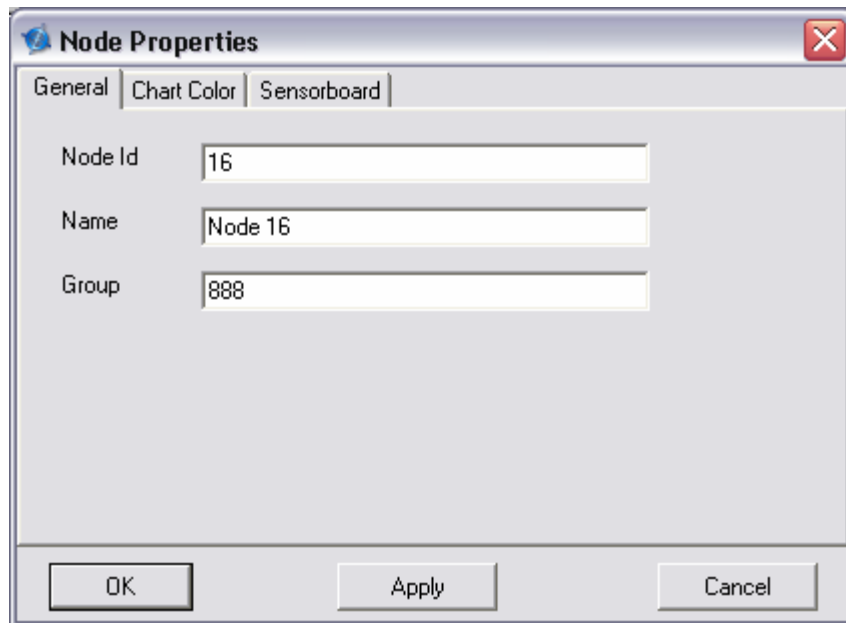 Node Properties
General Chart Color Sensorboard
Node Id 16
Name Node 16
Group 888
OK Apply Cancel